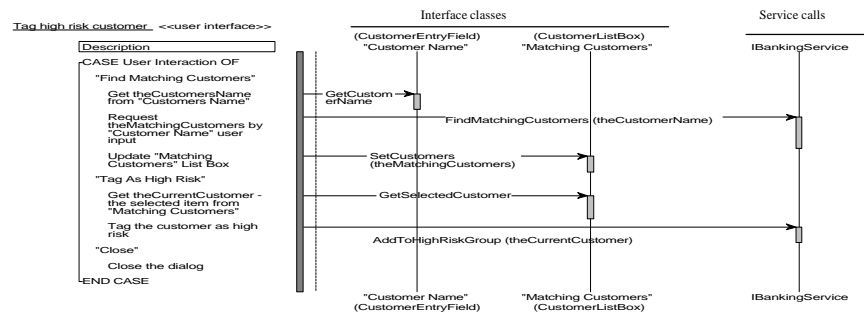 Interface classes
Service calls
Tag high risk customer <<user interface>>
(CustomerEntryField)
"Customer Name"
(CustomerListBox)
"Matching Customers"
IBankingService
Description
CASE User Interaction OF
"Find Matching Customers"
Get theCustomersName
from "Customers Name"
GetCustom
erName
Request
theMatchingCustomers by
"Customer Name" user
input
FindMatchingCustomers (theCustomerName)
Update "Matching
Customers" List Box
SetCustomers
(theMatchingCustomers)
"Tag As High Risk"
Get theCurrentCustomer -
the selected item from
"Matching Customers"
GetSelectedCustomer
Tag the customer as high
risk
AddToHighRiskGroup (theCurrentCustomer)
"Close"
Close the dialog
END CASE
"Customer Name"
(CustomerEntryField)
"Matching Customers"
(CustomerListBox)
IBankingService